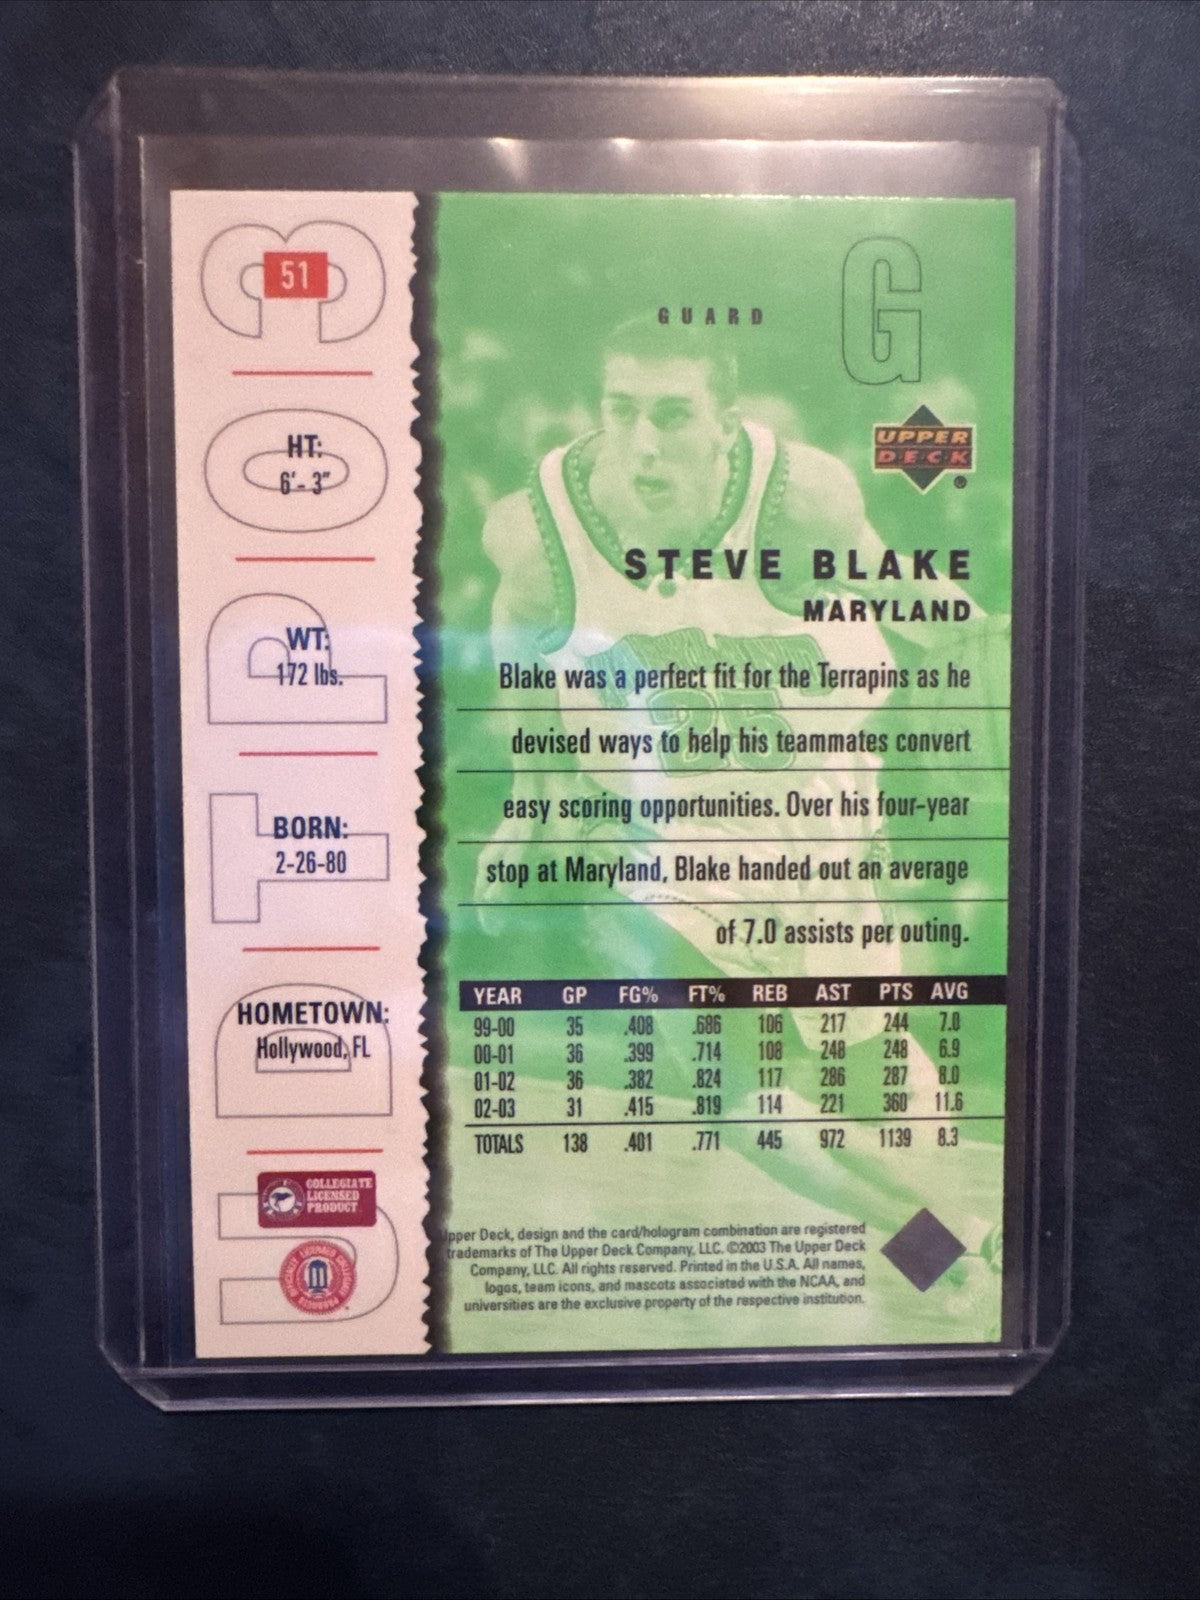 51
HT:
6'- 3"
WT:
172 lbs.
BORN:
2-26-80
HOMETOWN:
Hollywood, FL
UD TOP 03
COLLEGIATE
LICENSED
PRODUCT
G
GUARD
UPPER
DECK
®
STEVE BLAKE
MARYLAND
25
Blake was a perfect fit for the Terrapins as he
devised ways to help his teammates convert
easy scoring opportunities. Over his four-year
stop at Maryland, Blake handed out an average
of 7.0 assists per outing.
YEAR GP FG% FT% REB AST PTS AVG
99-00 35 .408 .686 106 217 244 7.0
00-01 36 .399 .714 108 248 248 6.9
01-02 36 .382 .824 117 286 287 8.0
02-03 31 .415 .819 114 221 360 11.6
TOTALS 138 .401 .771 445 972 1139 8.3
Upper Deck, design and the card/hologram combination are registered
trademarks of The Upper Deck Company, LLC. ©2003 The Upper Deck
Company, LLC. All rights reserved. Printed in the U.S.A. All names,
logos, team icons, and mascots associated with the NCAA, and
universities are the exclusive property of the respective institution.